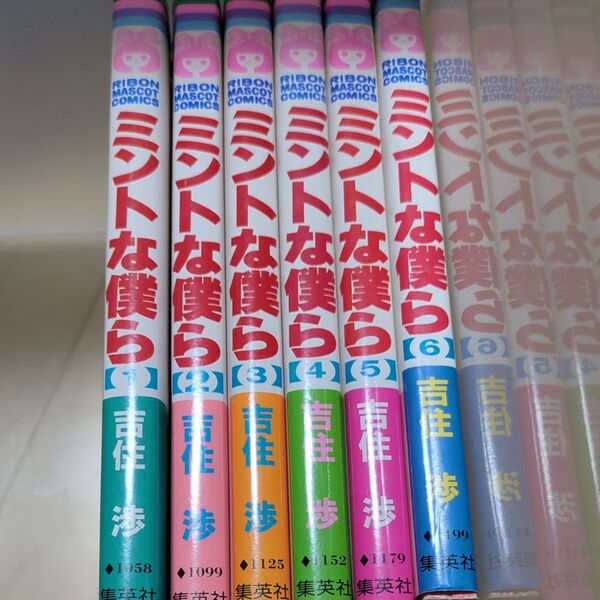 RIBON
MASCOT
COMICS
ミントな僕ら
【1】
吉住 渉
♦1058
集英社
RIBON
MASCOT
COMICS
ミントな僕ら
【2】
吉住 渉
♦1099
集英社
RIBON
MASCOT
COMICS
ミントな僕ら
【3】
吉住 渉
♦1125
集英社
RIBON
MASCOT
COMICS
ミントな僕ら
【4】
吉住 渉
♦1152
集英社
RIBON
MASCOT
COMICS
ミントな僕ら
【5】
吉住 渉
♦1179
集英社
RIBON
MASCOT
COMICS
ミントな僕ら
【6】
吉住 渉
集英社